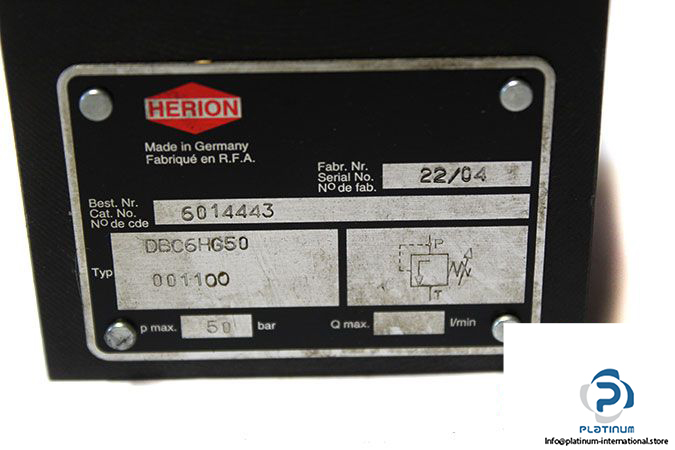 HERION
Made in Germany
Fabriqué en R.F.A.
Fabr. Nr.
Serial No.
Nº de fab.
22/04
Best. Nr.
Cat. No.
Nº de cde
6014443
Typ
DBC6HG50
001100
P
T
p max.
50
bar
Q max.
l/min
PLATINUM
Info@platinum-international.store